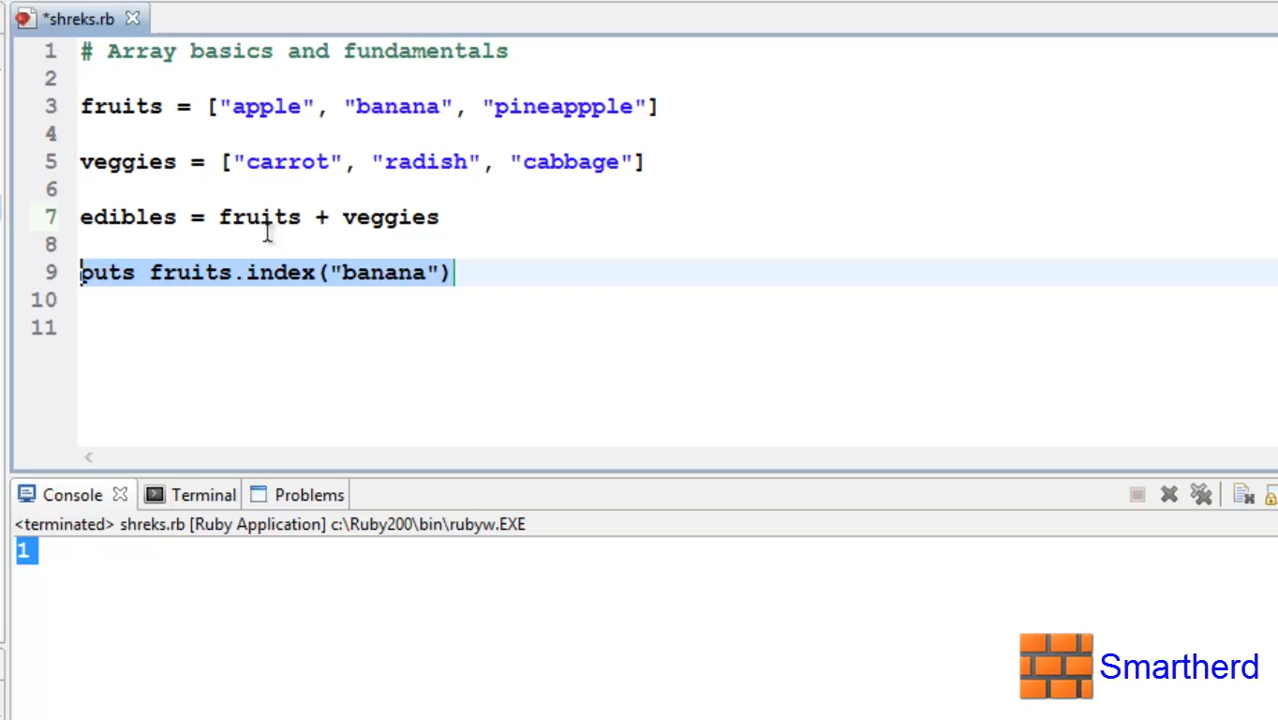 *shreks.rb
1 # Array basics and fundamentals
2
3 fruits = ["apple", "banana", "pineappple"]
4
5 veggies = ["carrot", "radish", "cabbage"]
6
7 edibles = fruits + veggies
8
9 puts fruits.index("banana")
10
11
Console Terminal Problems
<terminated> shreks.rb [Ruby Application] c:\Ruby200\bin\rubyw.EXE
1
Smartherd